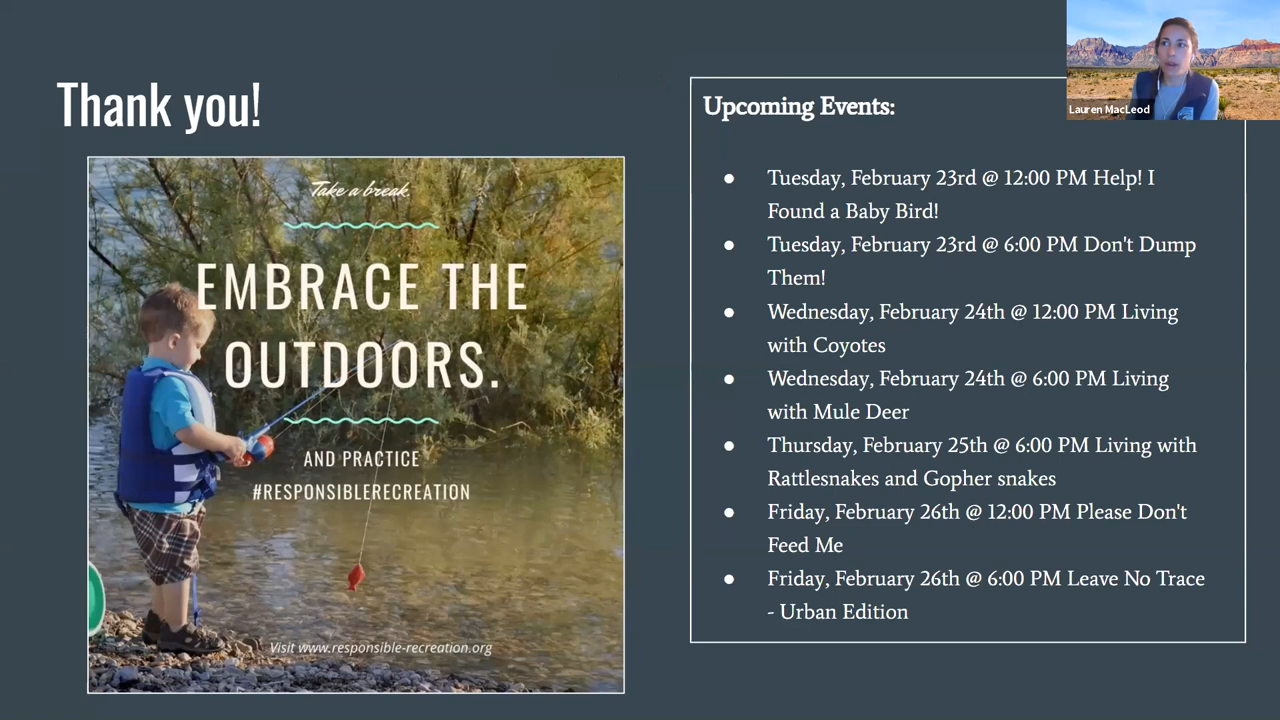 Thank you!
Take a break
EMBRACE THE
OUTDOORS.
AND PRACTICE
#RESPONSIBLERECREATION
Visit www.responsible-recreation.org
Upcoming Events:
● Tuesday, February 23rd @ 12:00 PM Help! I
Found a Baby Bird!
● Tuesday, February 23rd @ 6:00 PM Don't Dump
Them!
● Wednesday, February 24th @ 12:00 PM Living
with Coyotes
● Wednesday, February 24th @ 6:00 PM Living
with Mule Deer
● Thursday, February 25th @ 6:00 PM Living with
Rattlesnakes and Gopher snakes
● Friday, February 26th @ 12:00 PM Please Don't
Feed Me
● Friday, February 26th @ 6:00 PM Leave No Trace
- Urban Edition
Lauren MacLeod